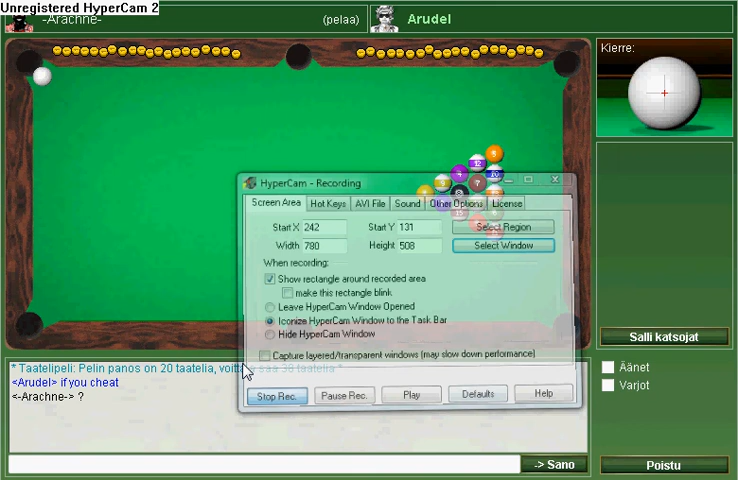 Unregistered HyperCam 2
-Arachne-
(pelaa)
Arudel
Kierre:
HyperCam - Recording
Screen Area Hot Keys AVI File Sound Other Options License
Start X 242 Start Y 131 Select Region
Width 780 Height 508 Select Window
When recording:
Show rectangle around recorded area
make this rectangle blink
Leave HyperCam Window Opened
Iconize HyperCam Window to the Task Bar
Hide HyperCam Window
Capture layered/transparent windows (may slow down performance)
Stop Rec. Pause Rec. Play Defaults Help
* Taatelipeli: Pelin panos on 20 taatelia, voittaja saa 38 taatelia *
<Arudel> if you cheat
<-Arachne-> ?
-> Sano
Salli katsojat
Äänet
Varjot
Poistu